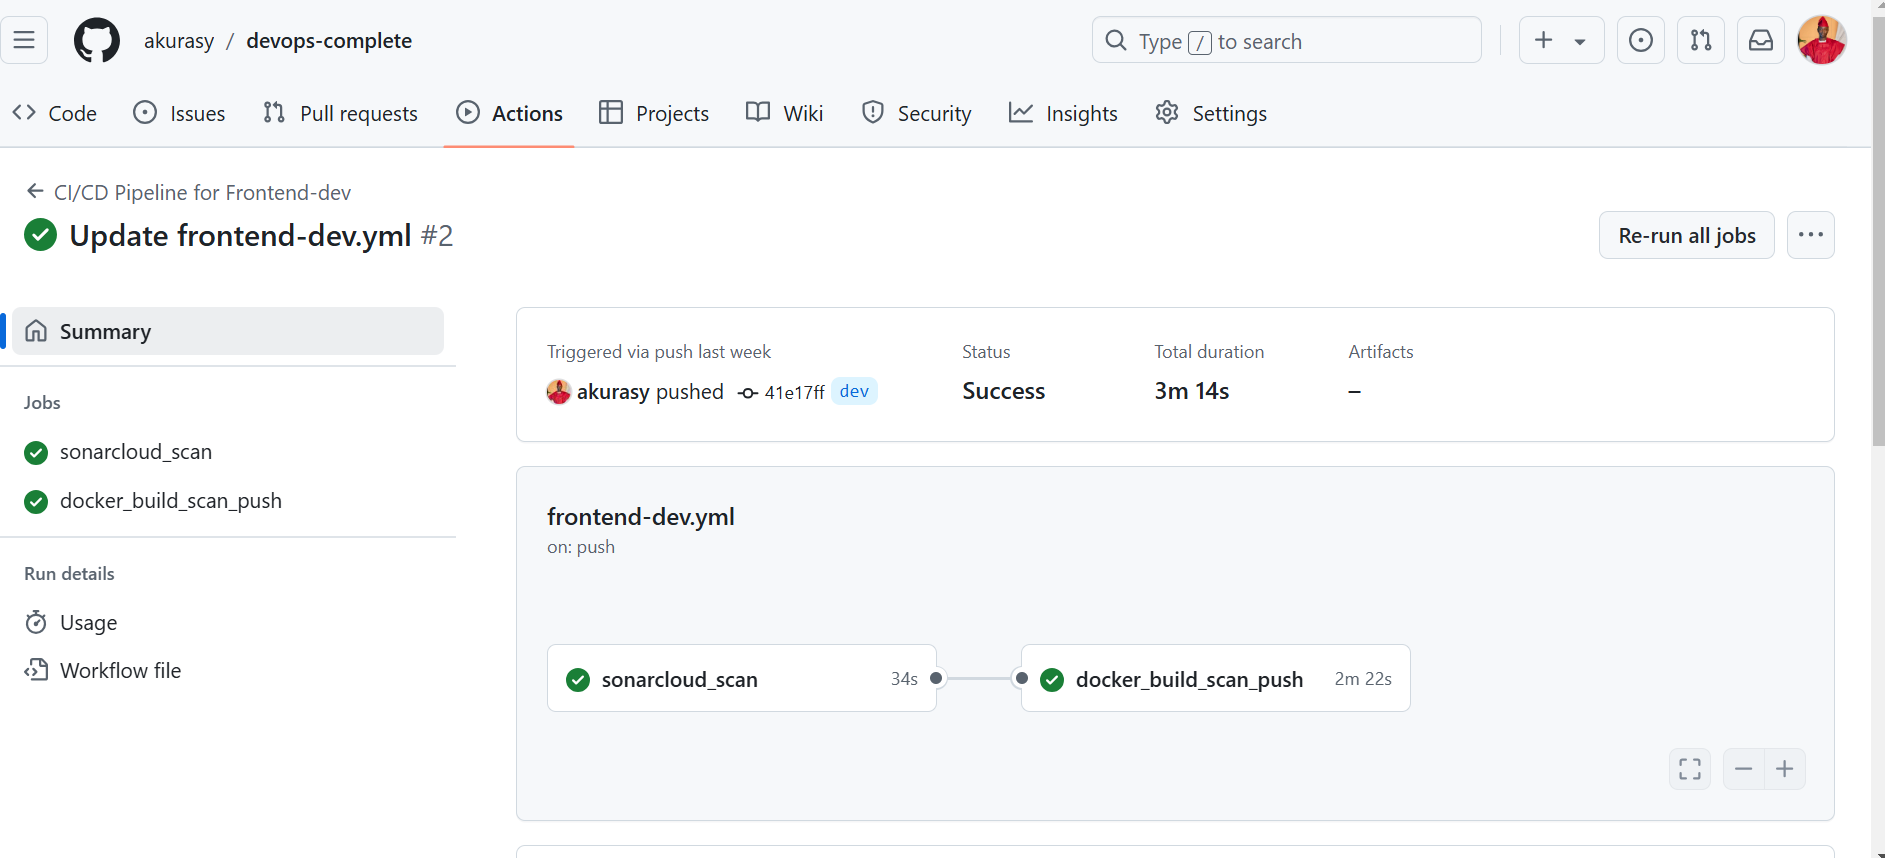 akurasy / devops-complete
Type / to search
Code Issues Pull requests Actions Projects Wiki Security Insights Settings
CI/CD Pipeline for Frontend-dev
Update frontend-dev.yml #2
Re-run all jobs
Summary
Jobs
sonarcloud_scan
docker_build_scan_push
Run details
Usage
Workflow file
Triggered via push last week
akurasy pushed 41e17ff dev
Status
Success
Total duration
3m 14s
Artifacts
–
frontend-dev.yml
on: push
sonarcloud_scan 34s
docker_build_scan_push 2m 22s